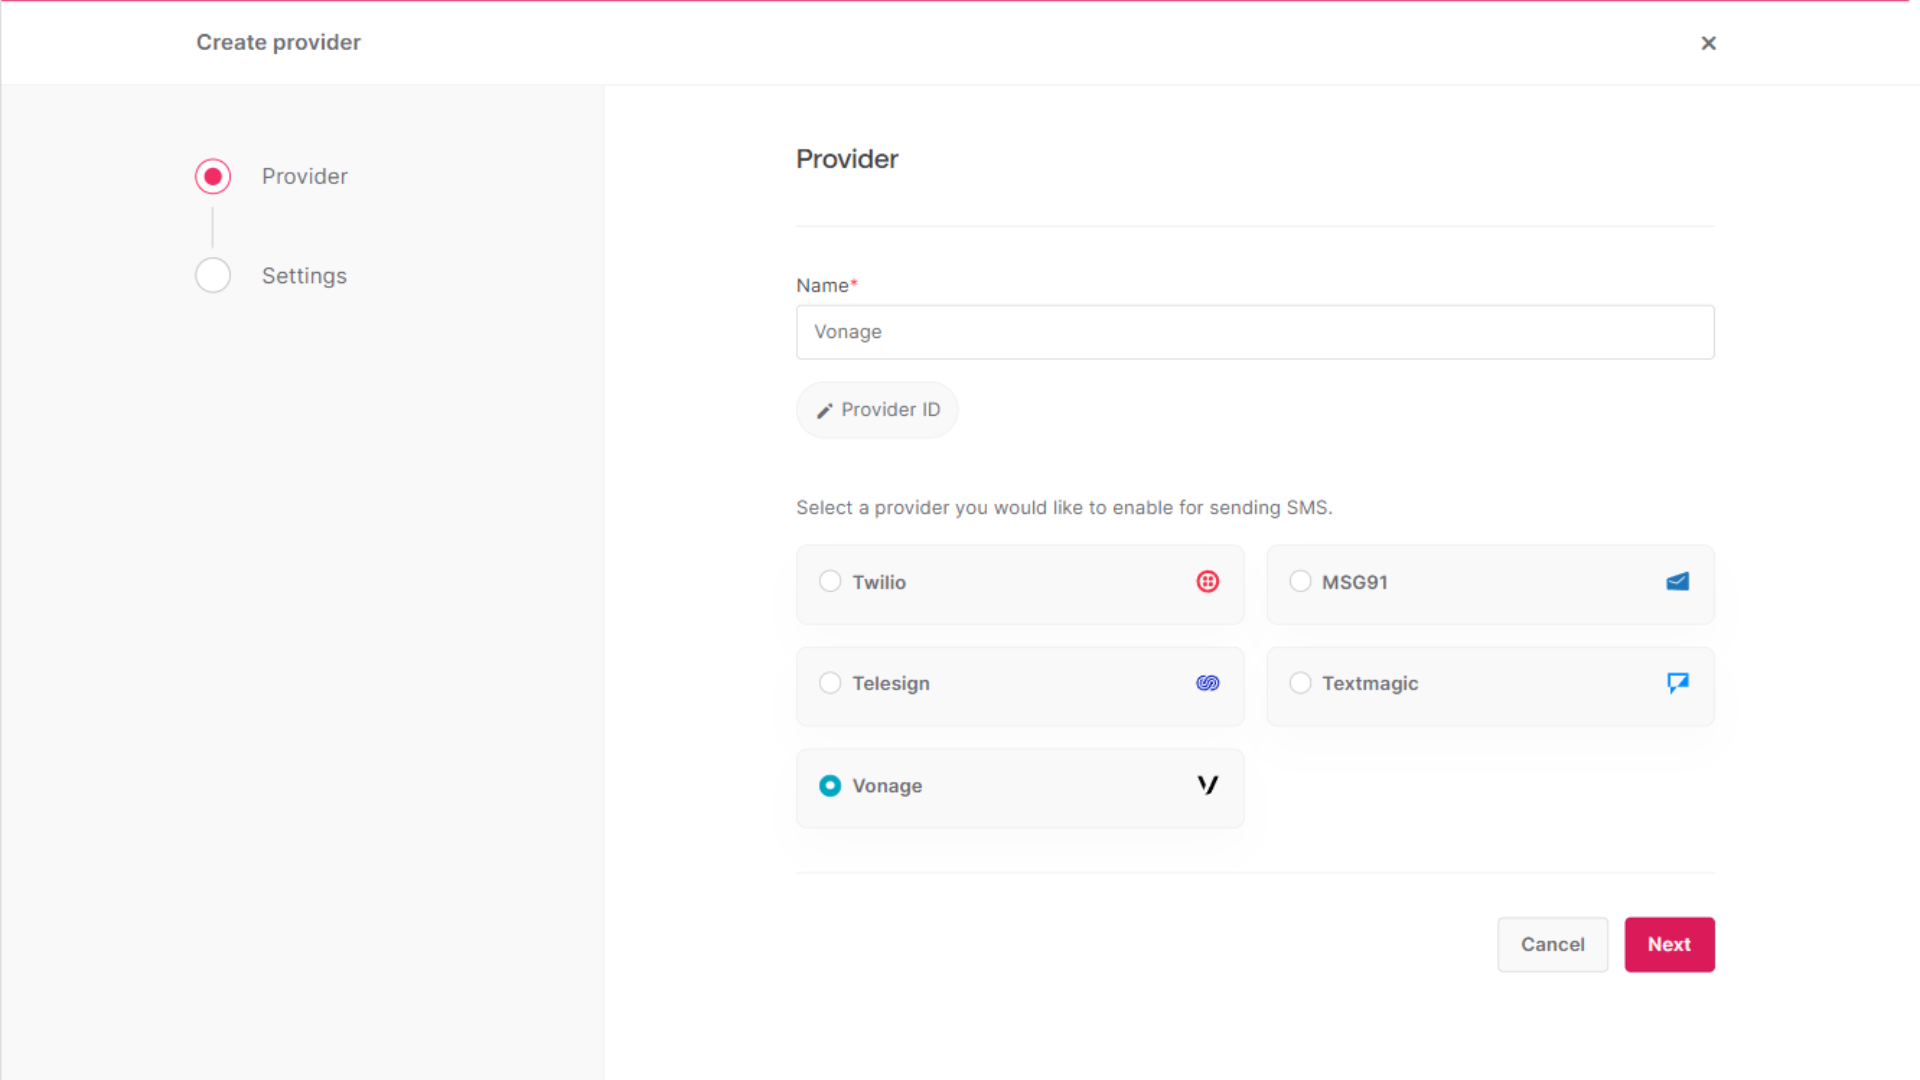 Create provider
Provider
Settings
Provider
Name*
Vonage
Provider ID
Select a provider you would like to enable for sending SMS.
Twilio
MSG91
Telesign
Textmagic
Vonage
Cancel
Next